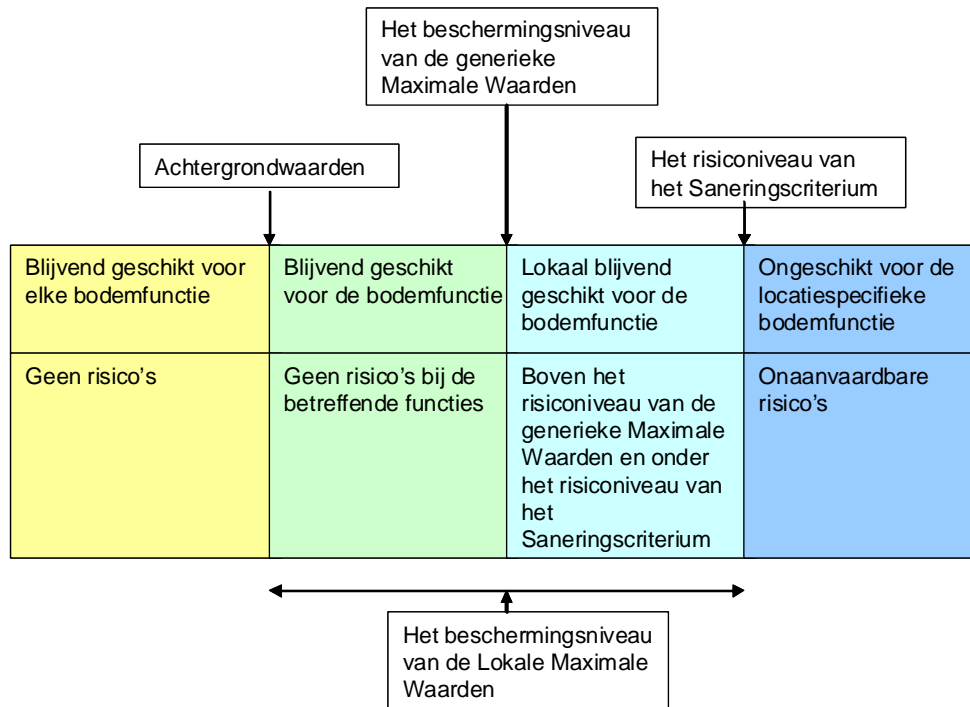 Het beschermingsniveau
van de generieke
Maximale Waarden
Achtergrondwaarden
Het risiconiveau van
het Saneringscriterium
Blijvend geschikt voor
elke bodemfunctie
Blijvend geschikt
voor de bodemfunctie
Lokaal blijvend
geschikt voor de
bodemfunctie
Ongeschikt voor de
locatiespecifieke
bodemfunctie
Geen risico's
Geen risico's bij de
betreffende functies
Boven het
risiconiveau van de
generieke Maximale
Waarden en onder
het risiconiveau van
het
Saneringscriterium
Onaanvaardbare
risico's
Het beschermingsniveau
van de Lokale Maximale
Waarden